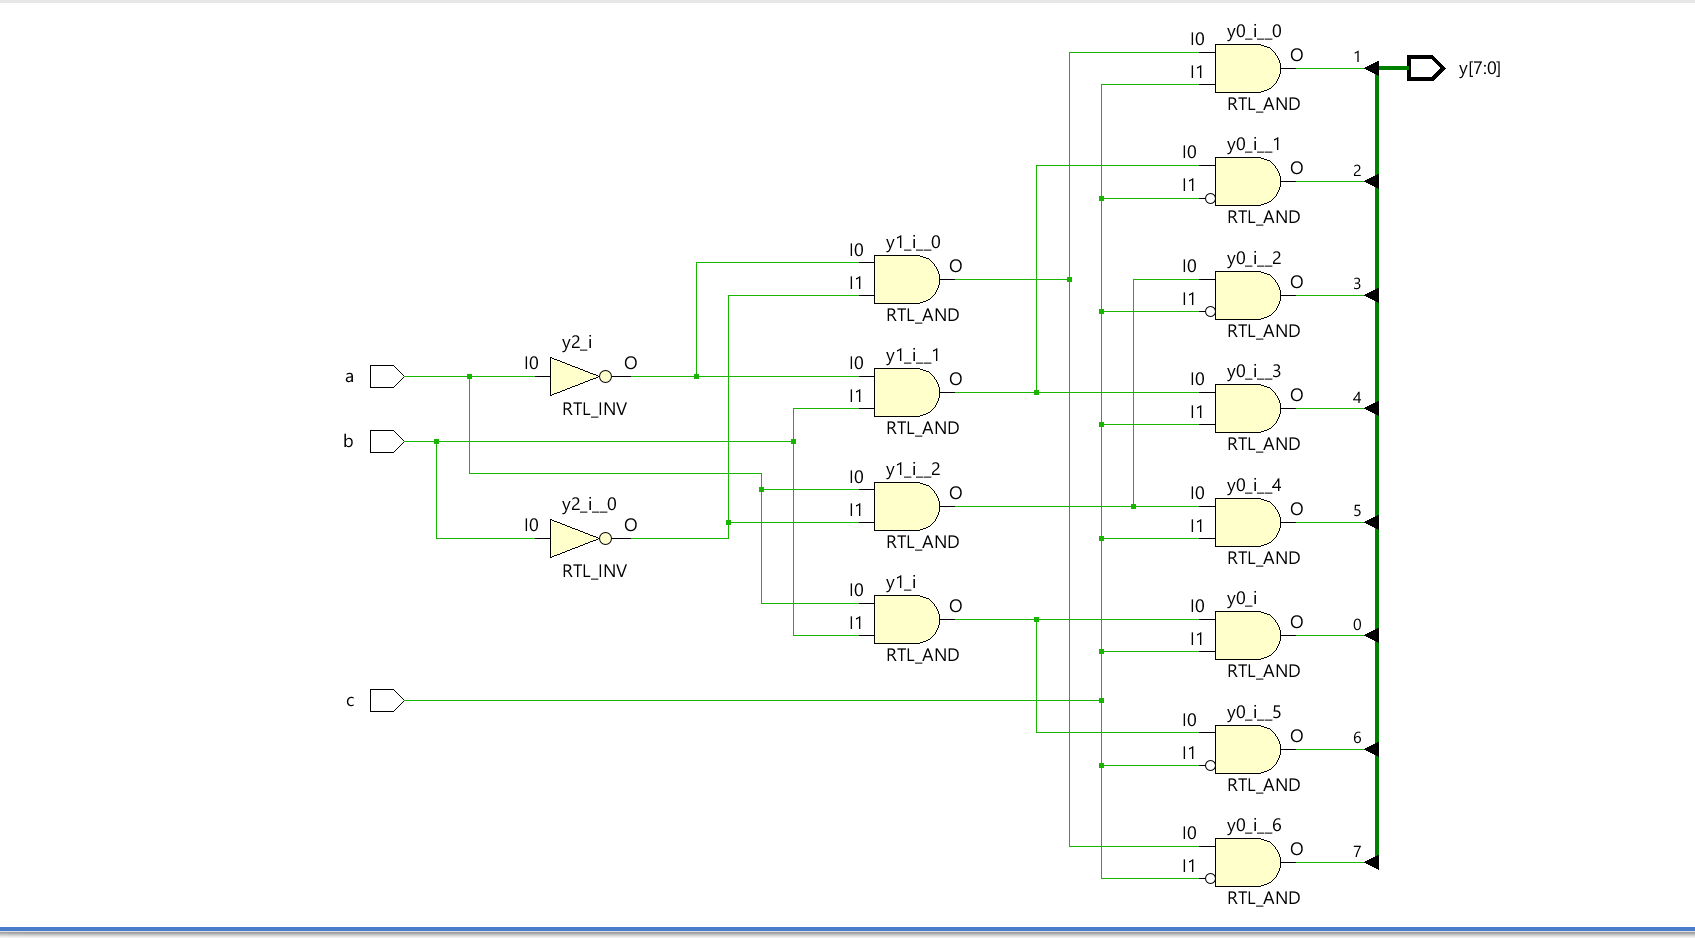 y0_i__0
I0
O
1
I1
y[7:0]
RTL_AND
y0_i__1
I0
O
2
I1
RTL_AND
y1_i__0
I0
O
I1
RTL_AND
y0_i__2
I0
O
3
I1
RTL_AND
y2_i
a
I0
O
RTL_INV
y1_i__1
I0
O
I1
RTL_AND
y0_i__3
I0
O
4
I1
RTL_AND
b
y1_i__2
I0
O
I1
RTL_AND
y0_i__4
I0
O
5
I1
RTL_AND
y2_i__0
I0
O
RTL_INV
y1_i
I0
O
I1
RTL_AND
y0_i
I0
O
0
I1
RTL_AND
c
y0_i__5
I0
O
6
I1
RTL_AND
y0_i__6
I0
O
7
I1
RTL_AND